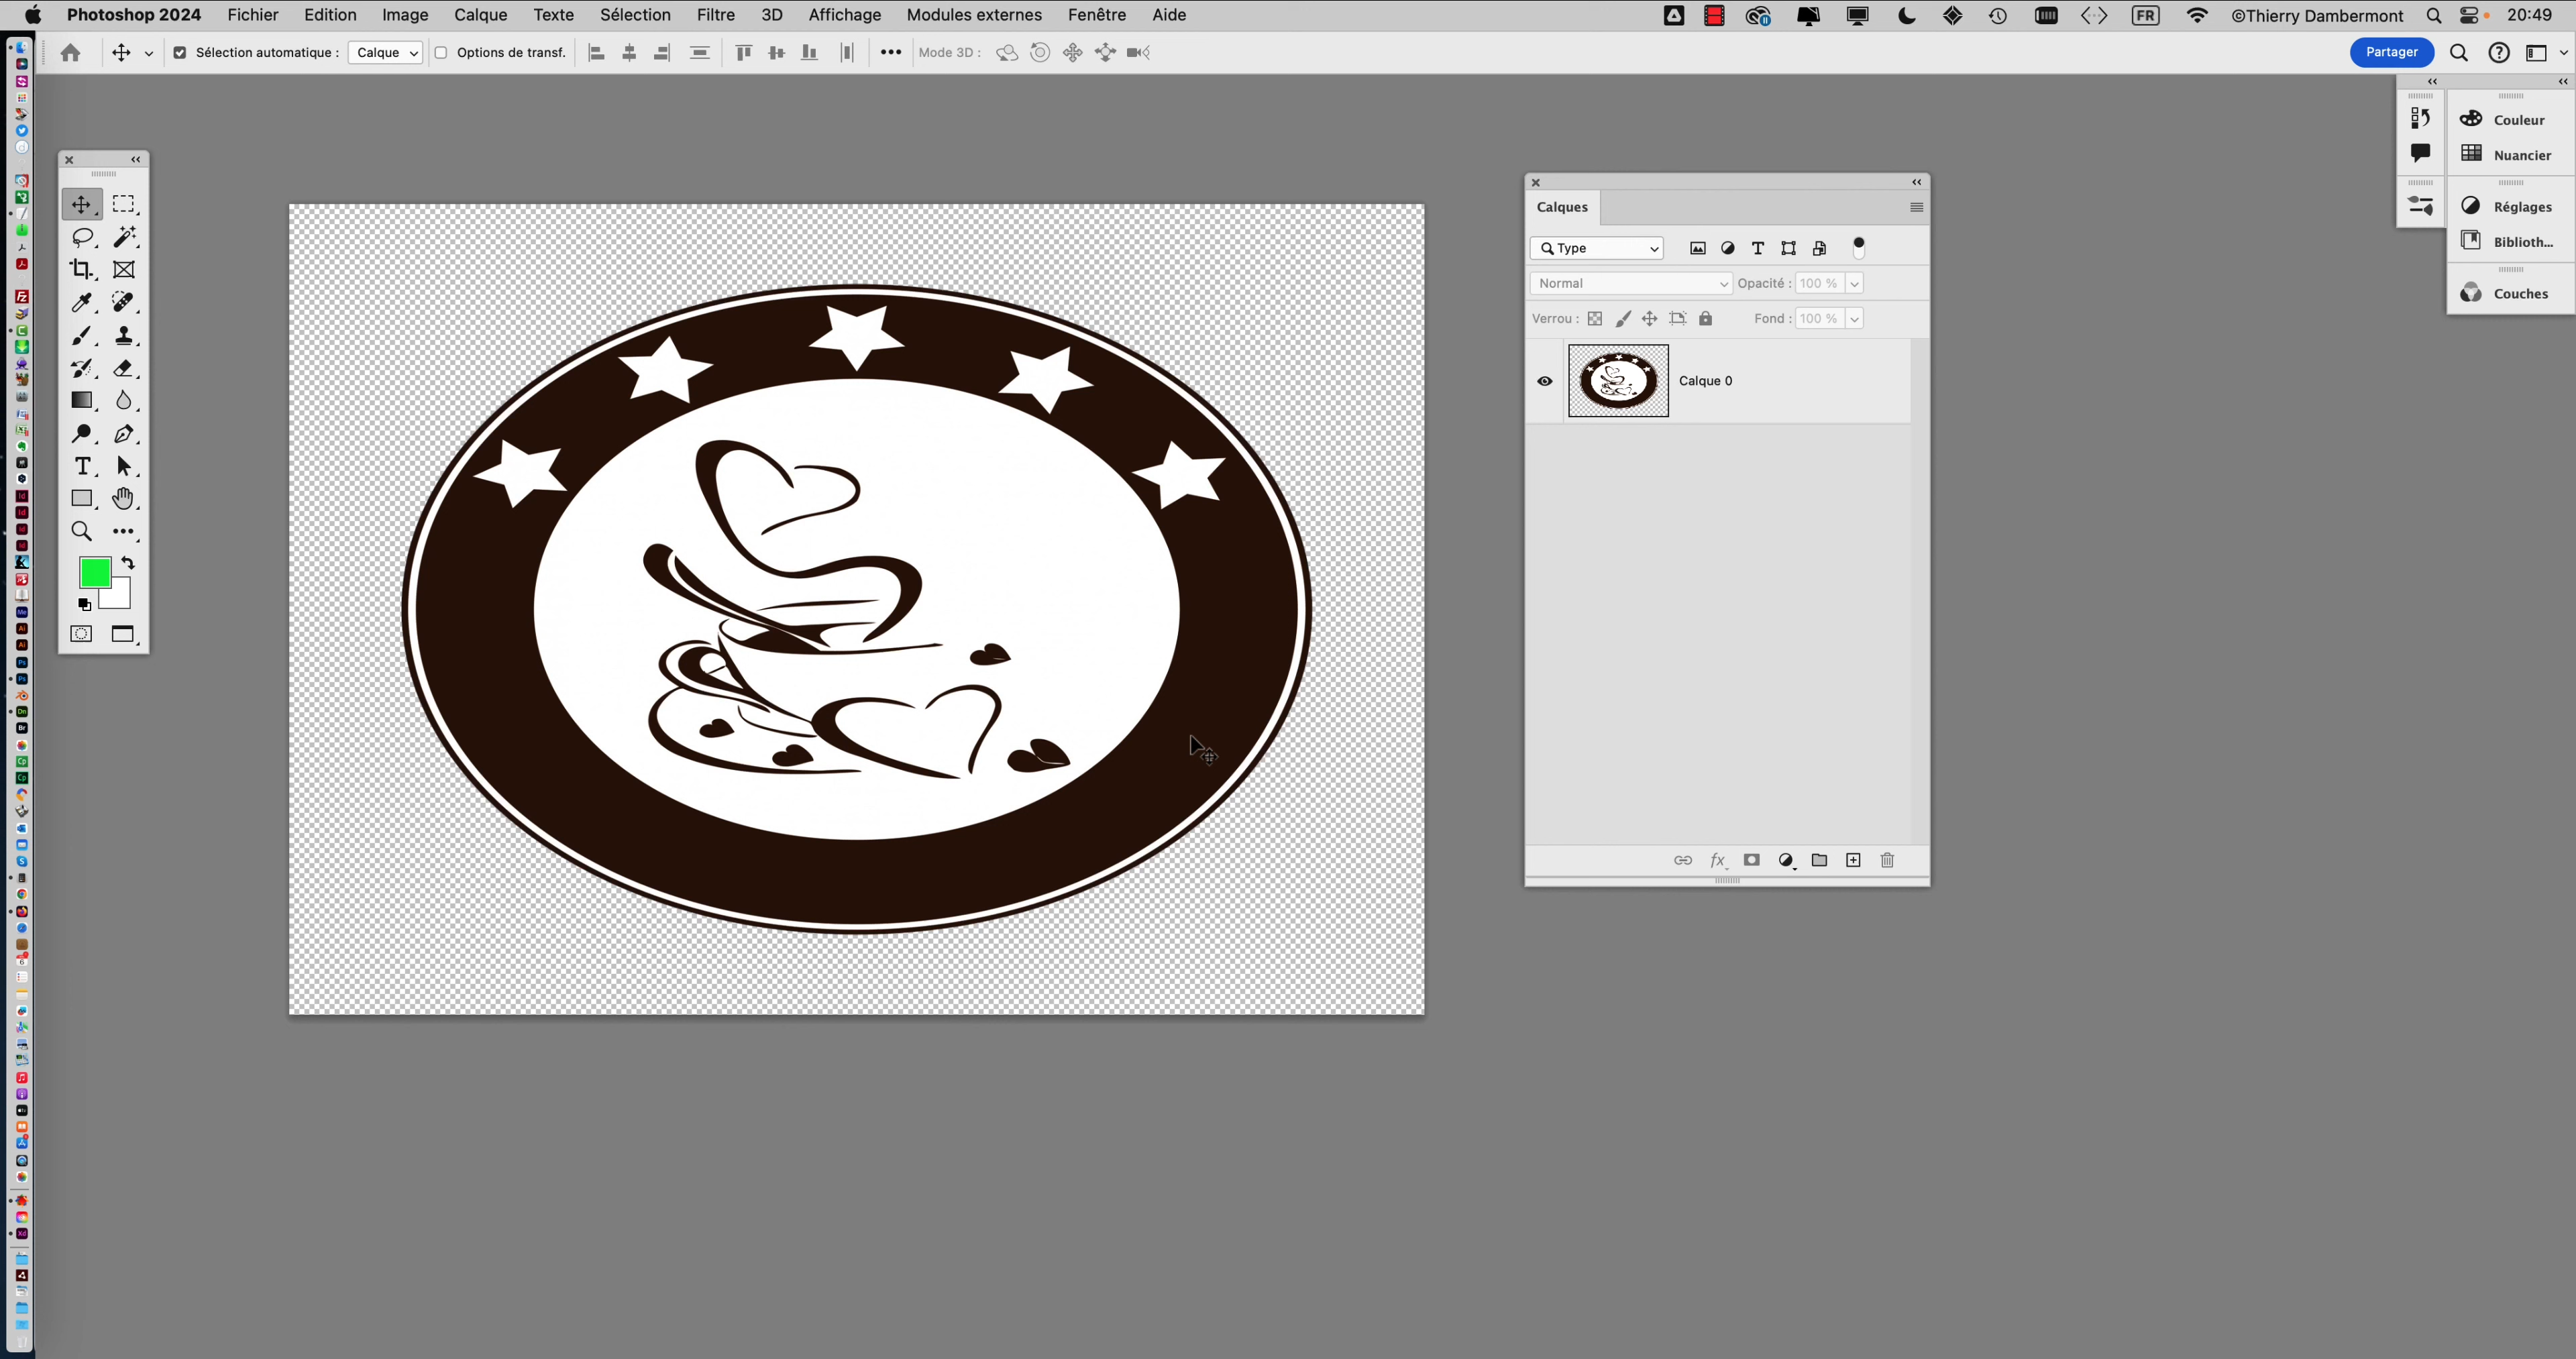 Photoshop 2024 Fichier Edition Image Calque Texte Sélection Filtre 3D Affichage Modules externes Fenêtre Aide FR ©Thierry Dambermont 20:49
Sélection automatique : Calque Options de transf. Mode 3D : Partager
Couleur
Nuancier
Réglages
Biblioth...
Couches
Calques
Type
Normal Opacité : 100 %
Verrou : Fond : 100 %
Calque 0